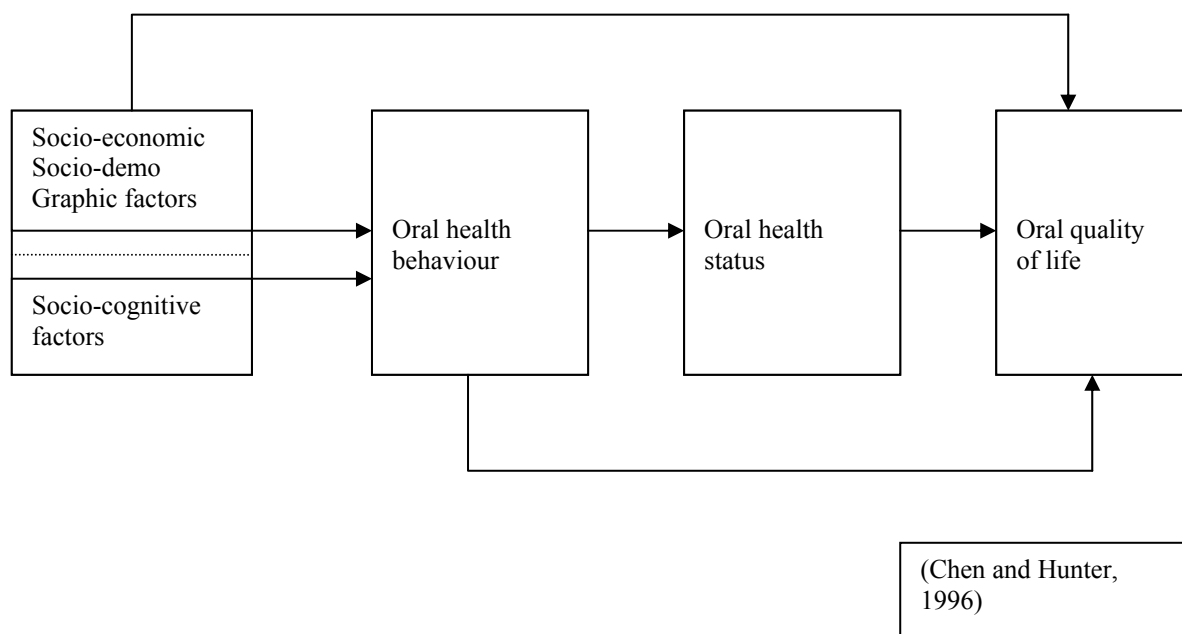 Socio-economic
Socio-demo
Graphic factors
Socio-cognitive
factors
Oral health
behaviour
Oral health
status
Oral quality
of life
(Chen and Hunter,
1996)